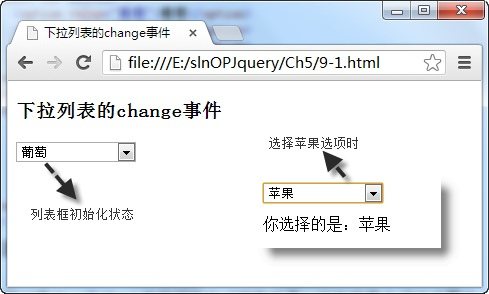 下拉列表的change事件
file:///E:/slnOPJquery/Ch5/9-1.html
下拉列表的change事件
选择苹果选项时
葡萄
苹果
列表框初始化状态
你选择的是：苹果